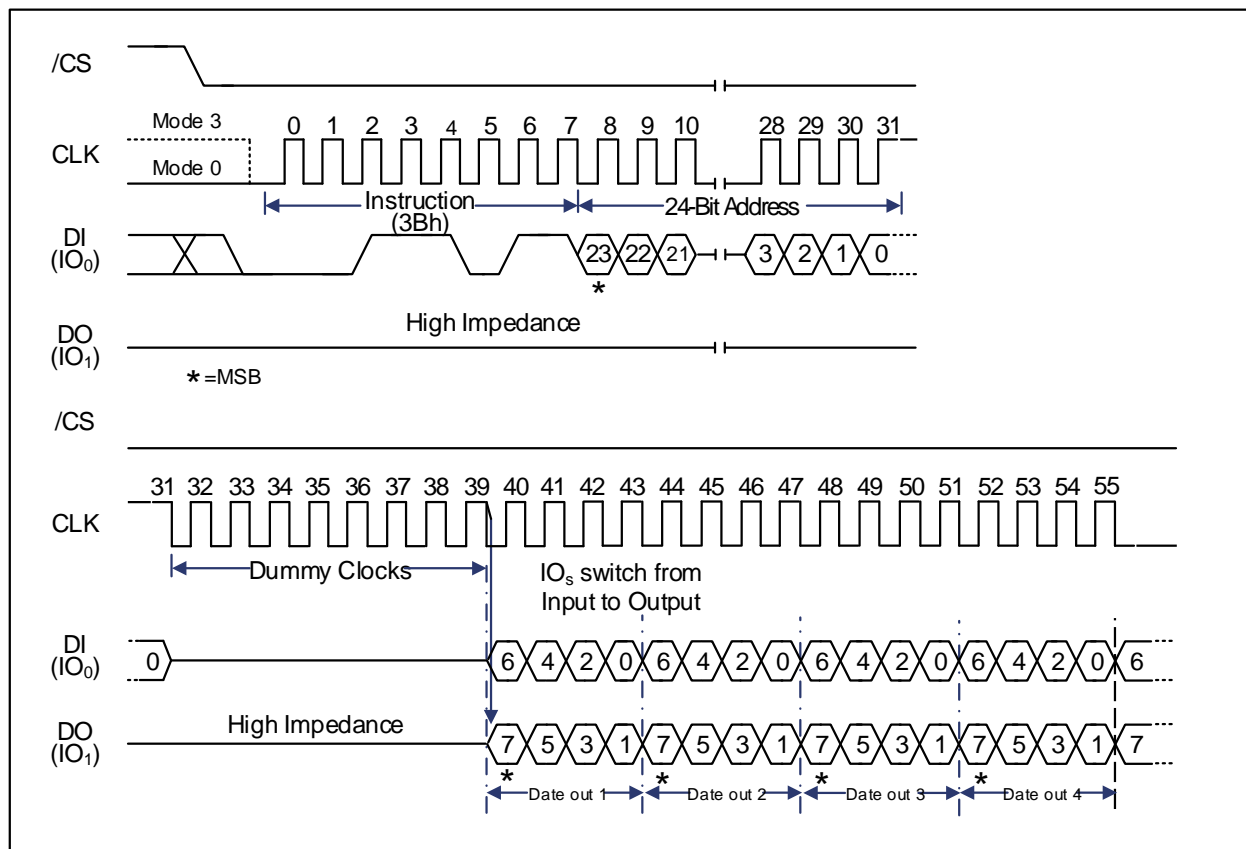 /CS
Mode 3
0 1 2 3 4 5 6 7 8 9 10 28 29 30 31
CLK
Mode 0
Instruction
(3Bh)
24-Bit Address
DI
(IO0)
23 22 21 3 2 1 0
*
High Impedance
DO
(IO1)
*=MSB
/CS
31 32 33 34 35 36 37 38 39 40 41 42 43 44 45 46 47 48 49 50 51 52 53 54 55
CLK
Dummy Clocks
IOs switch from
Input to Output
DI
(IO0)
0 6 4 2 0 6 4 2 0 6 4 2 0 6 4 2 0 6
High Impedance
DO
(IO1)
7 5 3 1 7 5 3 1 7 5 3 1 7 5 3 1 7
* * * *
Date out 1 Date out 2 Date out 3 Date out 4